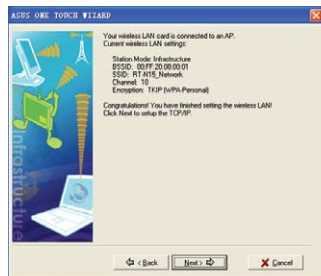 ASUS ONE TOUCH WIZARD
Your wireless LAN card is connected to an AP.
Current wireless LAN settings:
Station Mode: Infrastructure
BSSID: 00:FF:20:08:00:01
SSID: RT-N15_Network
Channel: 10
Encryption: TKIP (WPA-Personal)
Congratulations! You have finished setting the wireless LAN!
Click Next to setup the TCP/IP.
Infrastructure
< Back
Next >
Cancel